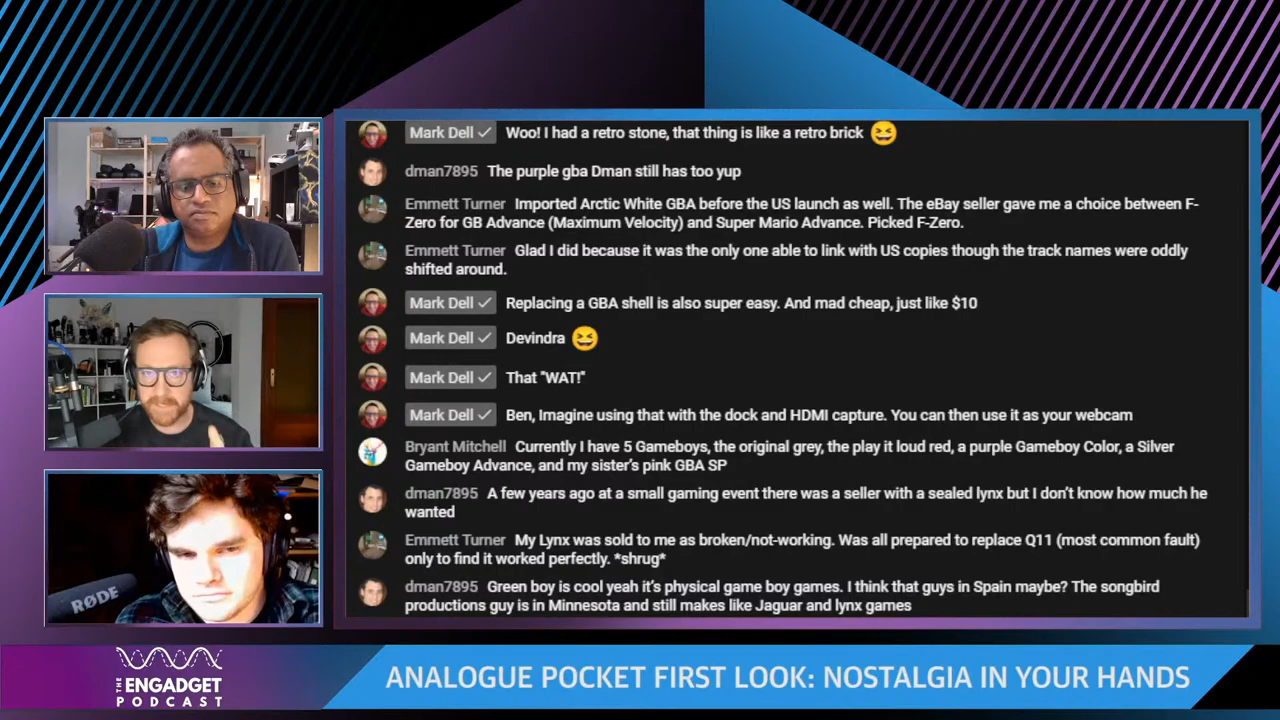 Mark Dell ✓ Woo! I had a retro stone, that thing is like a retro brick 😆
dman7895 The purple gba Dman still has too yup
Emmett Turner Imported Arctic White GBA before the US launch as well. The eBay seller gave me a choice between F-
Zero for GB Advance (Maximum Velocity) and Super Mario Advance. Picked F-Zero.
Emmett Turner Glad I did because it was the only one able to link with US copies though the track names were oddly
shifted around.
Mark Dell ✓ Replacing a GBA shell is also super easy. And mad cheap, just like $10
Mark Dell ✓ Devindra 😆
Mark Dell ✓ That "WAT!"
Mark Dell ✓ Ben, Imagine using that with the dock and HDMI capture. You can then use it as your webcam
Bryant Mitchell Currently I have 5 Gameboys, the original grey, the play it loud red, a purple Gameboy Color, a Silver
Gameboy Advance, and my sister's pink GBA SP
dman7895 A few years ago at a small gaming event there was a seller with a sealed lynx but I don't know how much he
wanted
Emmett Turner My Lynx was sold to me as broken/not-working. Was all prepared to replace Q11 (most common fault)
only to find it worked perfectly. *shrug*
dman7895 Green boy is cool yeah it's physical game boy games. I think that guys in Spain maybe? The songbird
productions guy is in Minnesota and still makes like Jaguar and lynx games
RØDE
THE
ENGADGET
PODCAST
ANALOGUE POCKET FIRST LOOK: NOSTALGIA IN YOUR HANDS